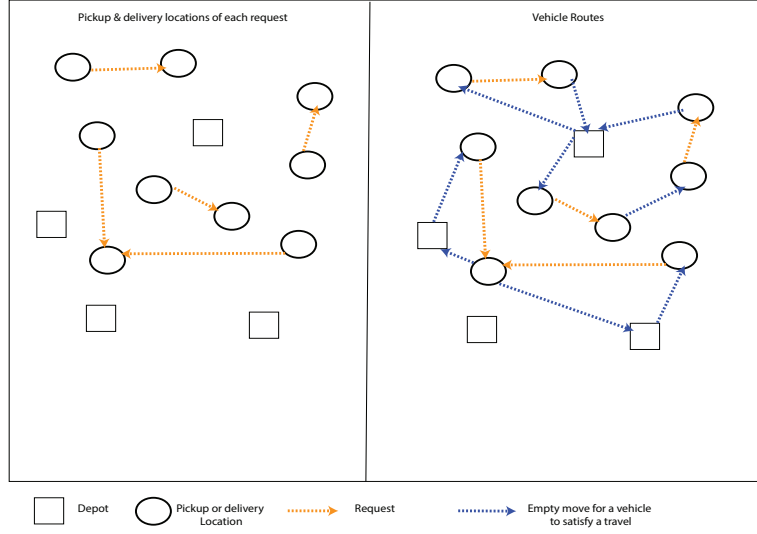 Pickup & delivery locations of each request
Vehicle Routes
Depot
Pickup or delivery
Location
Request
Empty move for a vehicle
to satisfy a travel